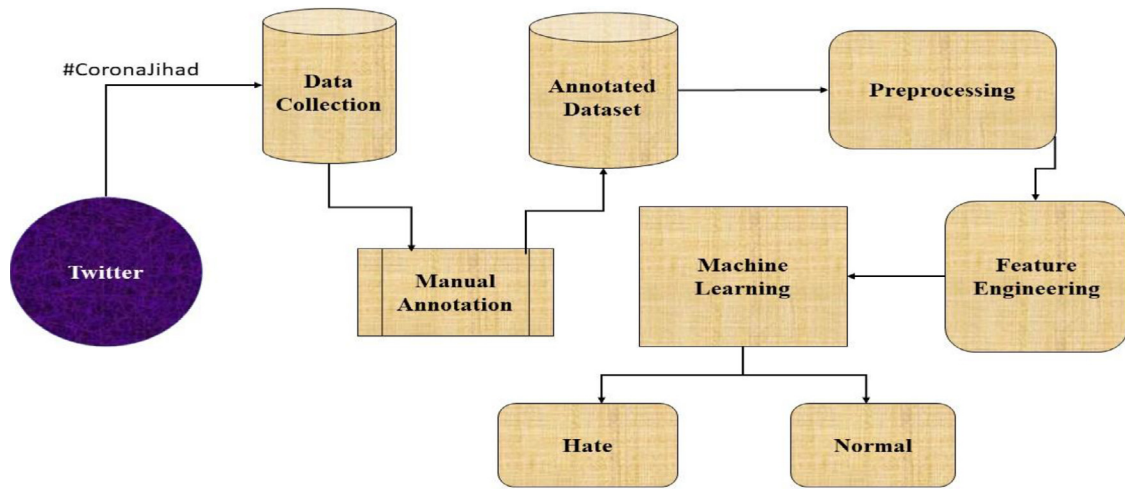 #CoronaJihad
Data
Collection
Annotated
Dataset
Preprocessing
Twitter
Manual
Annotation
Machine
Learning
Feature
Engineering
Hate
Normal